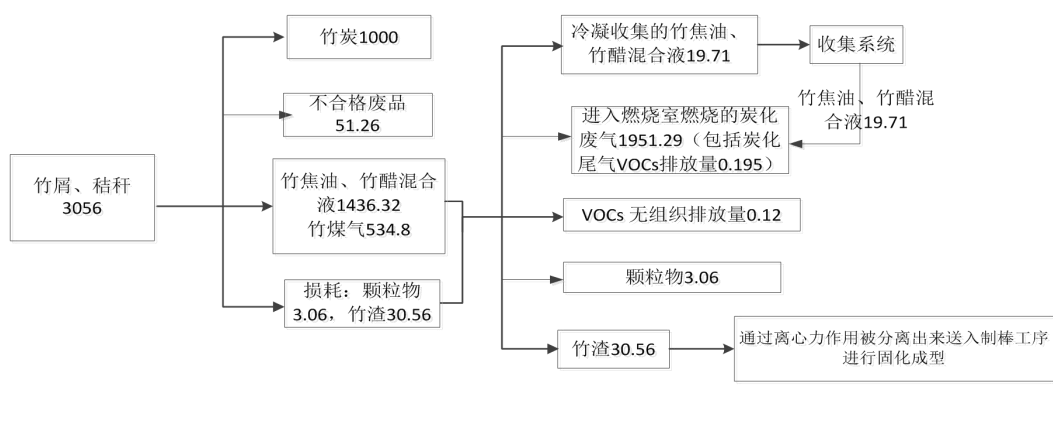 竹屑、秸秆
3056
竹炭1000
不合格废品
51.26
竹焦油、竹醋混合
液1436.32
竹煤气534.8
损耗：颗粒物
3.06，竹渣30.56
冷凝收集的竹焦油、
竹醋混合液19.71
收集系统
竹焦油、竹醋混
合液19.71
进入燃烧室燃烧的炭化
废气1951.29（包括炭化
尾气VOCs排放量0.195）
VOCs 无组织排放量0.12
颗粒物3.06
竹渣30.56
通过离心力作用被分离出来送入制棒工序
进行固化成型